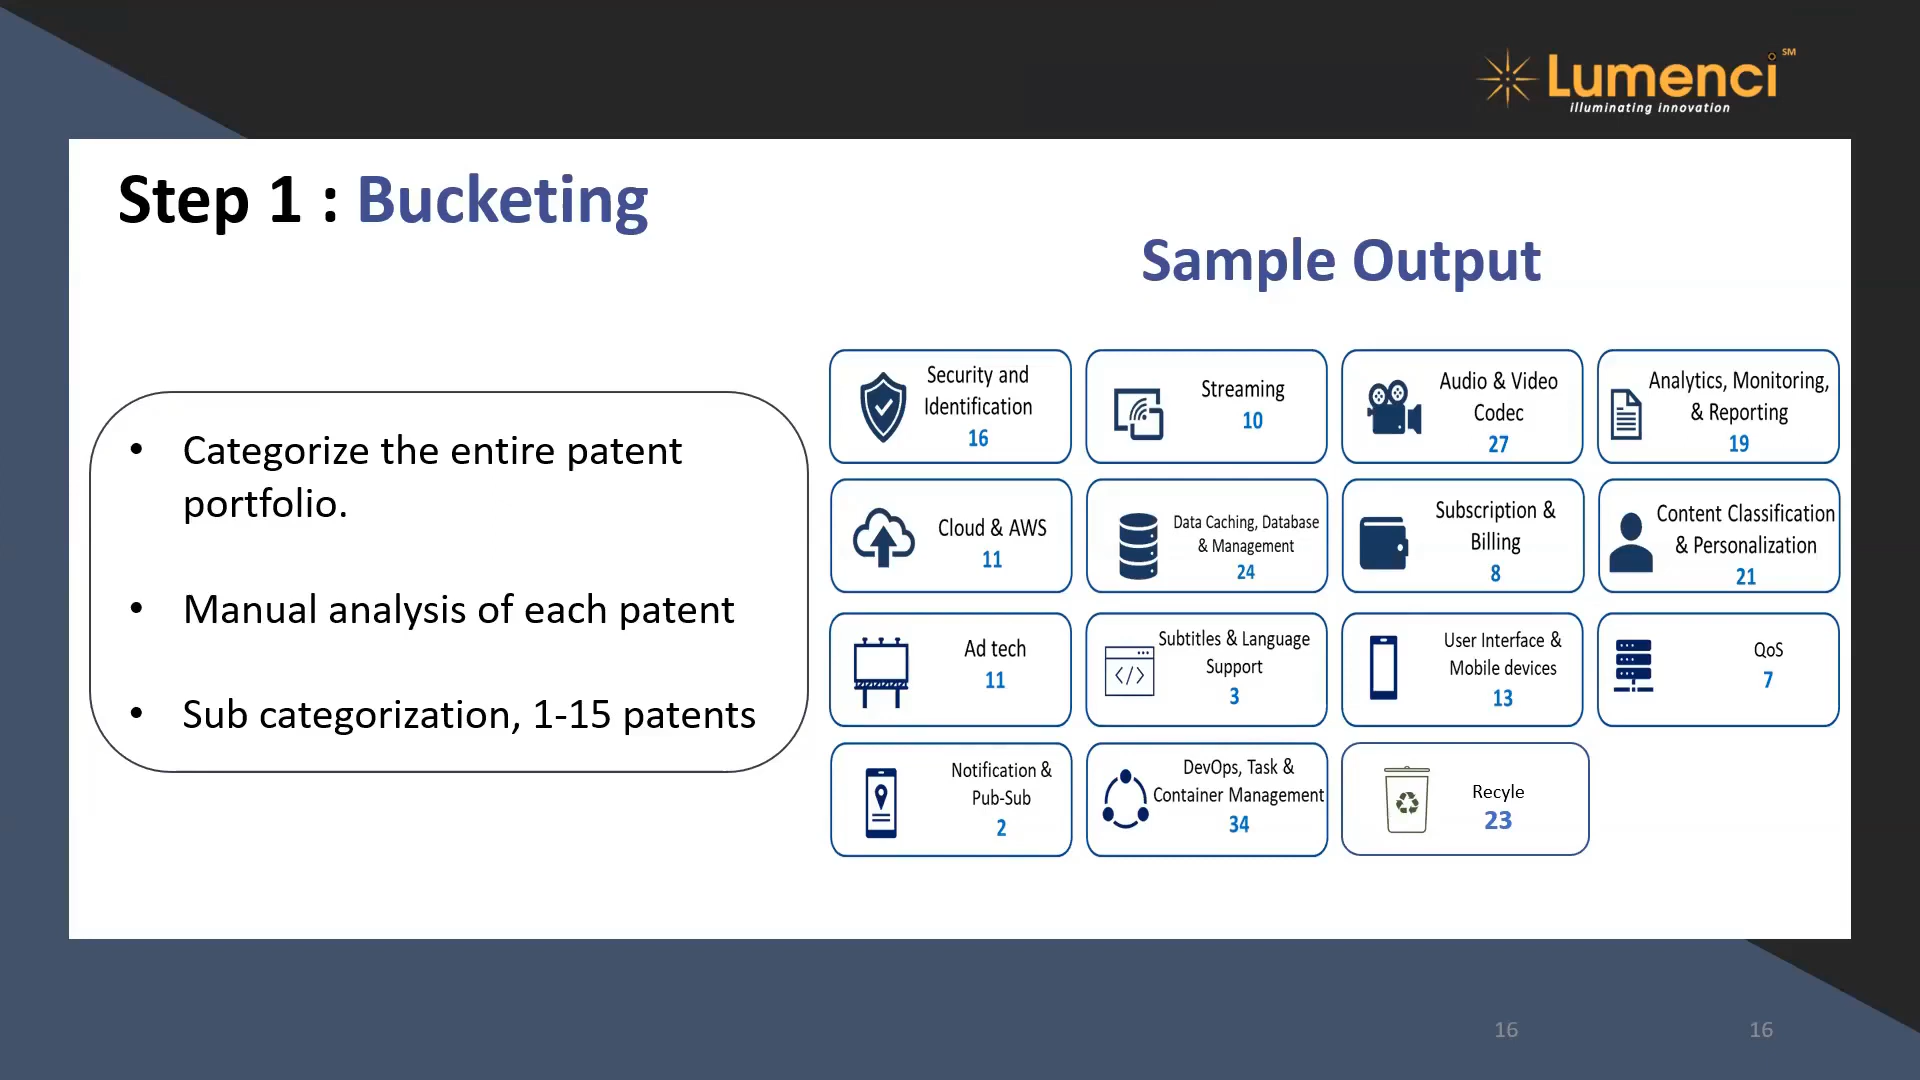 Lumenci SM
illuminating innovation
Step 1 : Bucketing
Sample Output
• Categorize the entire patent
portfolio.
• Manual analysis of each patent
• Sub categorization, 1-15 patents
Security and
Identification
16
Streaming
10
Audio & Video
Codec
27
Analytics, Monitoring,
& Reporting
19
Cloud & AWS
11
Data Caching, Database
& Management
24
Subscription &
Billing
8
Content Classification
& Personalization
21
Ad tech
11
</>
Subtitles & Language
Support
3
User Interface &
Mobile devices
13
QoS
7
Notification &
Pub-Sub
2
DevOps, Task &
Container Management
34
Recyle
23
16
16